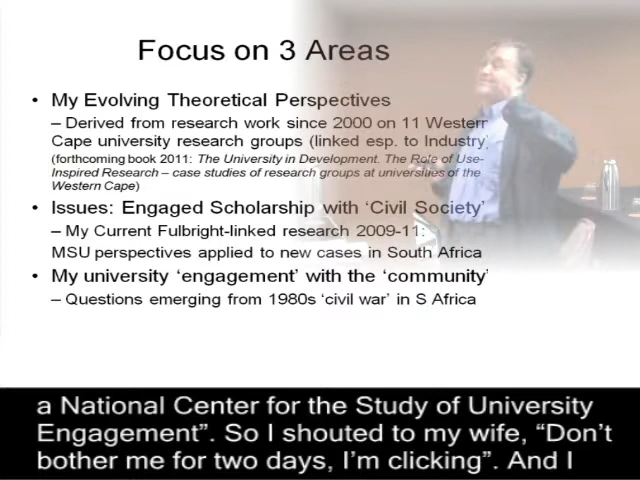 Focus on 3 Areas
• My Evolving Theoretical Perspectives
– Derived from research work since 2000 on 11 Western
Cape university research groups (linked esp. to Industry)
(forthcoming book 2011: The University in Development. The Role of Use-
Inspired Research – case studies of research groups at universities of the
Western Cape)
• Issues: Engaged Scholarship with ‘Civil Society’
– My Current Fulbright-linked research 2009-11:
MSU perspectives applied to new cases in South Africa
• My university ‘engagement’ with the ‘community’
– Questions emerging from 1980s ‘civil war’ in S Africa
a National Center for the Study of University
Engagement”. So I shouted to my wife, “Don’t
bother me for two days, I’m clicking”. And I